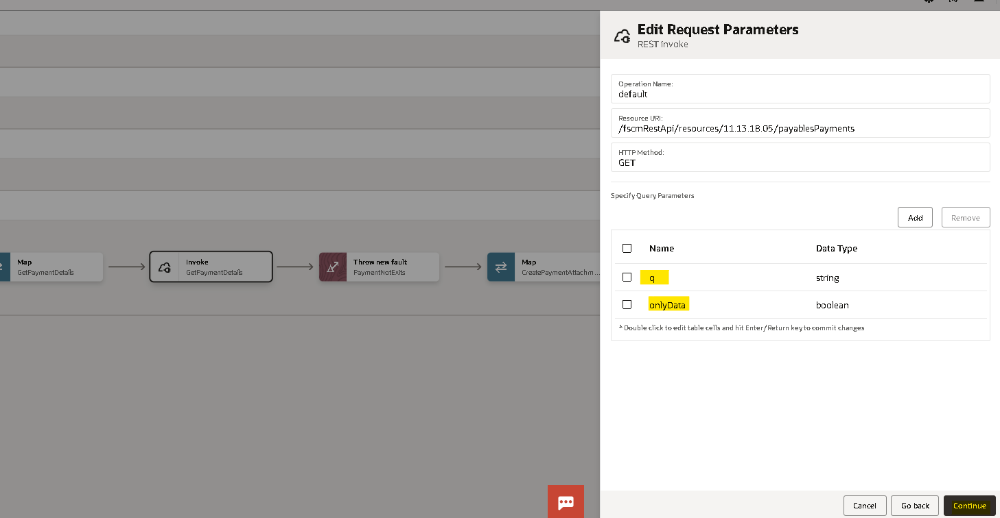 Edit Request Parameters
REST invoke
Operation Name:
default
Resource URI:
/fscmRestApi/resources/11.13.18.05/payablesPayments
HTTP Method:
GET
Specify Query Parameters
Add Remove
Name Data Type
q string
onlyData boolean
* Double click to edit table cells and hit Enter/Return key to commit changes
Map
GetPaymentDetails
Invoke
GetPaymentDetails
Throw new fault
PaymentNotExits
Map
CreatePaymentAttachm...
Cancel Go back Continue